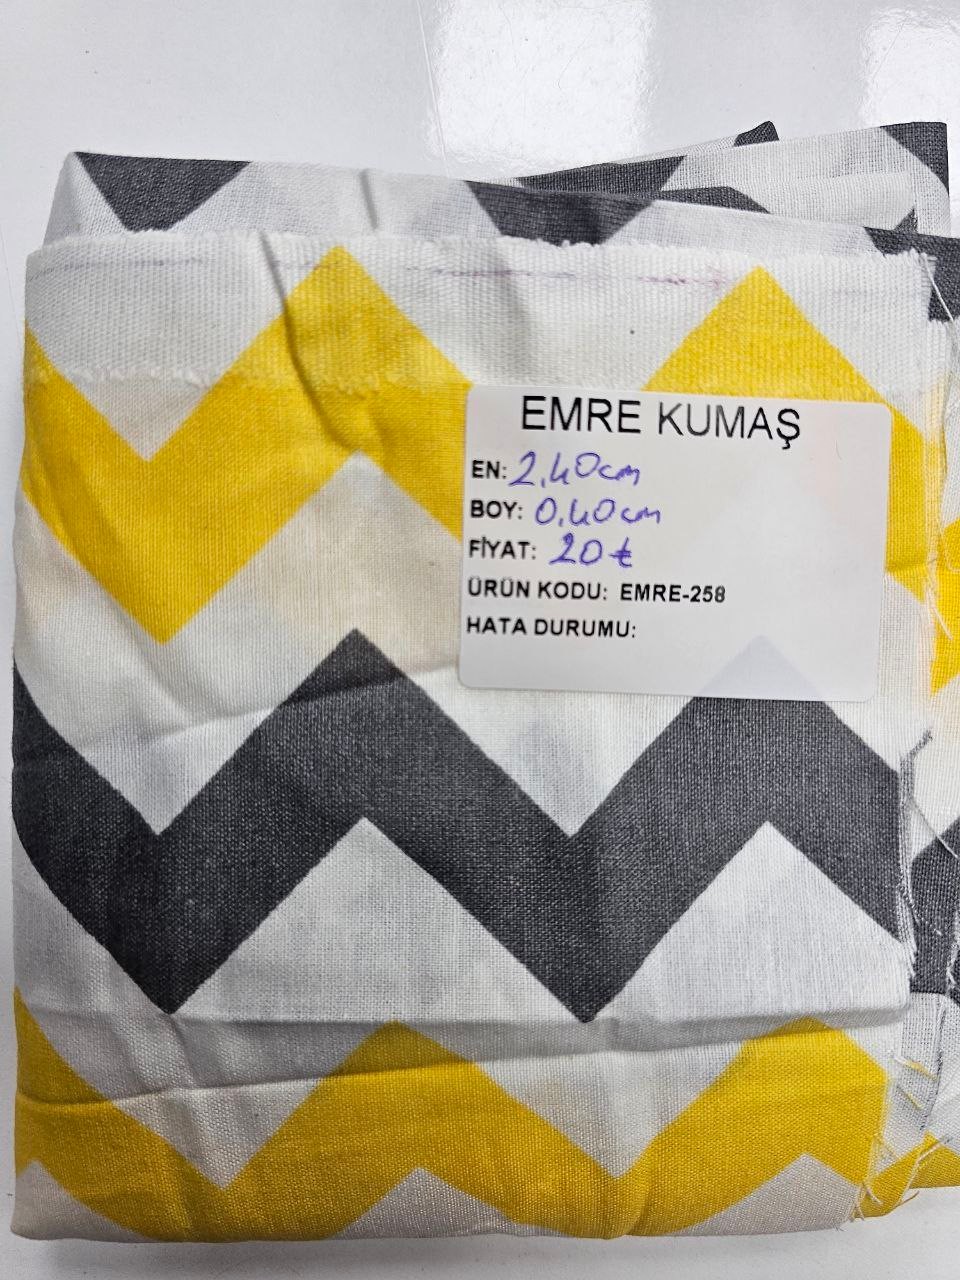 EMRE KUMAŞ
EN: 2.40cm
BOY: 0.40cm
FİYAT: 20 ₺
ÜRÜN KODU: EMRE-258
HATA DURUMU: